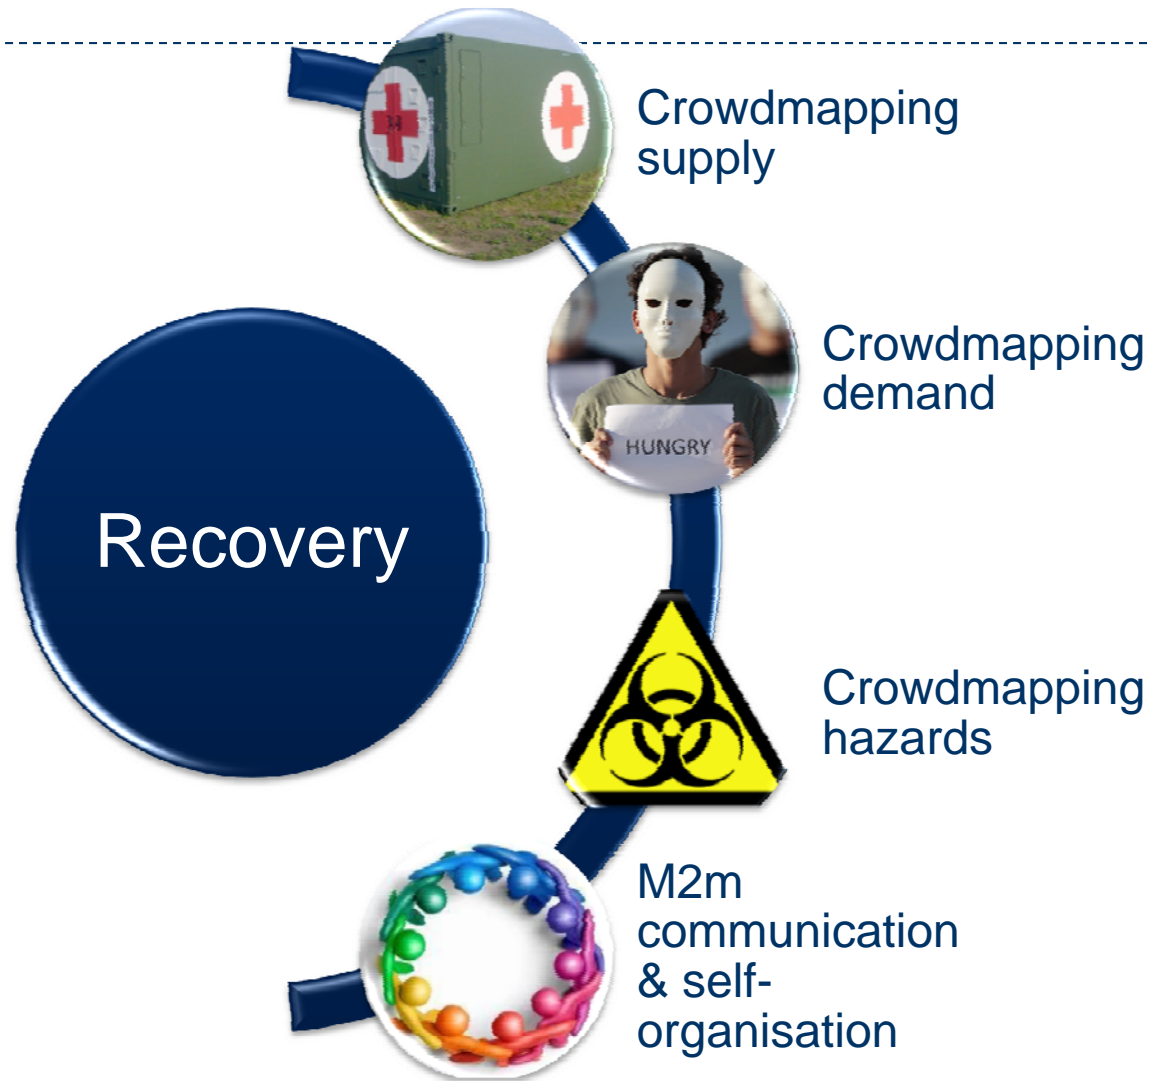 Crowdmapping
supply
Crowdmapping
demand
HUNGRY
Recovery
Crowdmapping
hazards
M2m
communication
& self-
organisation